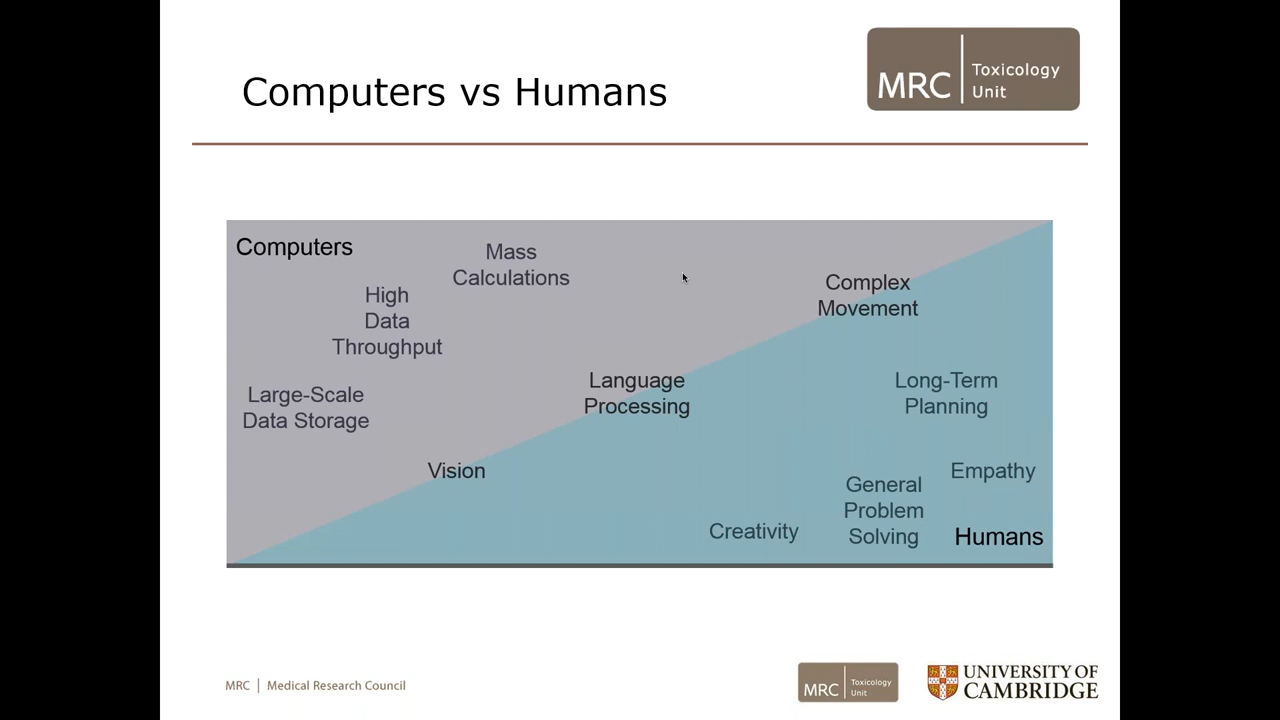 Computers vs Humans
MRC
Toxicology
Unit
Computers
Mass
Calculations
High
Data
Throughput
Large-Scale
Data Storage
Complex
Movement
Language
Processing
Long-Term
Planning
Vision
Empathy
General
Problem
Solving
Creativity
Humans
MRC | Medical Research Council
MRC
Toxicology
Unit
UNIVERSITY OF
CAMBRIDGE